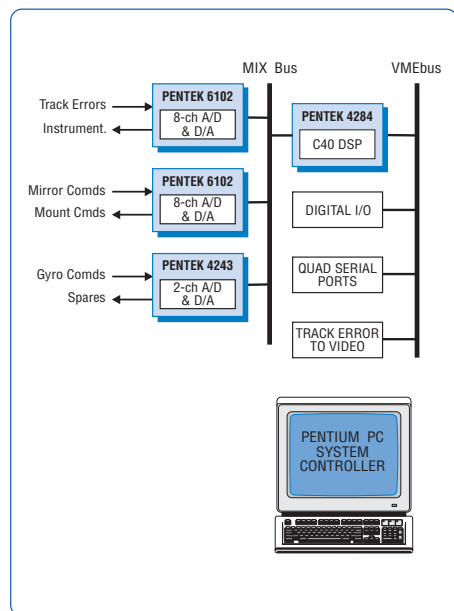 MIX Bus
VMEbus
PENTEK 6102
8-ch A/D
& D/A
Track Errors
Instrument.
PENTEK 4284
C40 DSP
PENTEK 6102
8-ch A/D
& D/A
Mirror Comds
Mount Cmds
DIGITAL I/O
PENTEK 4243
2-ch A/D
& D/A
Gyro Comds
Spares
QUAD SERIAL
PORTS
TRACK ERROR
TO VIDEO
PENTIUM PC
SYSTEM
CONTROLLER